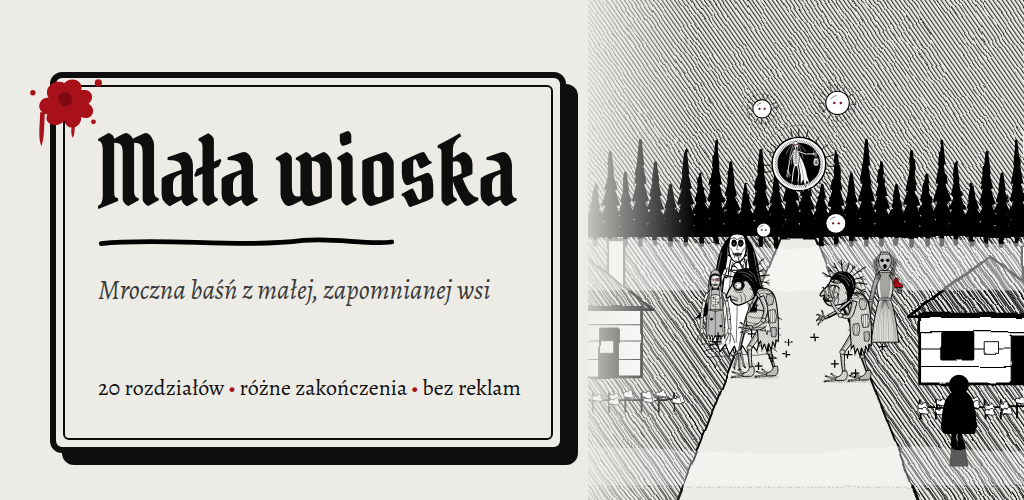 Mała wioska
Mroczna baśń z małej, zapomnianej wsi
20 rozdziałów • różne zakończenia • bez reklam